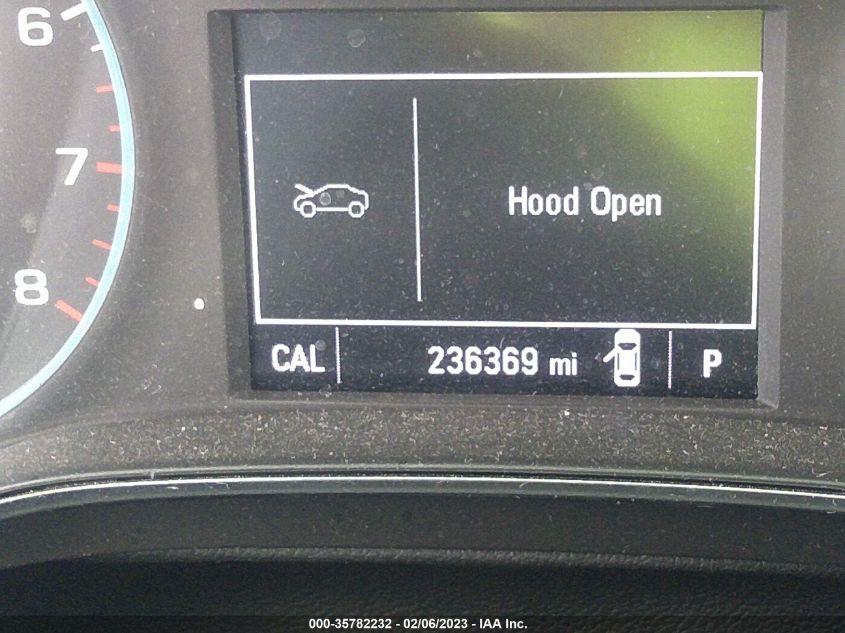 6
7
8
Hood Open
CAL 236369 mi P
000-35782232 - 02/06/2023 - IAA Inc.